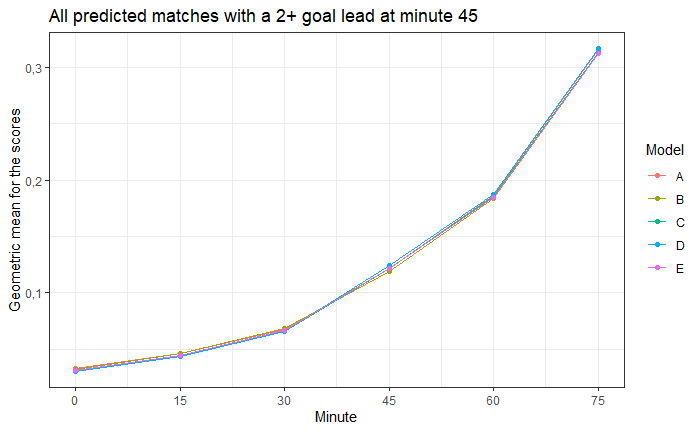 All predicted matches with a 2+ goal lead at minute 45
Geometric mean for the scores
0,3
0,2
0,1
0 15 30 45 60 75
Minute
Model
A
B
C
D
E